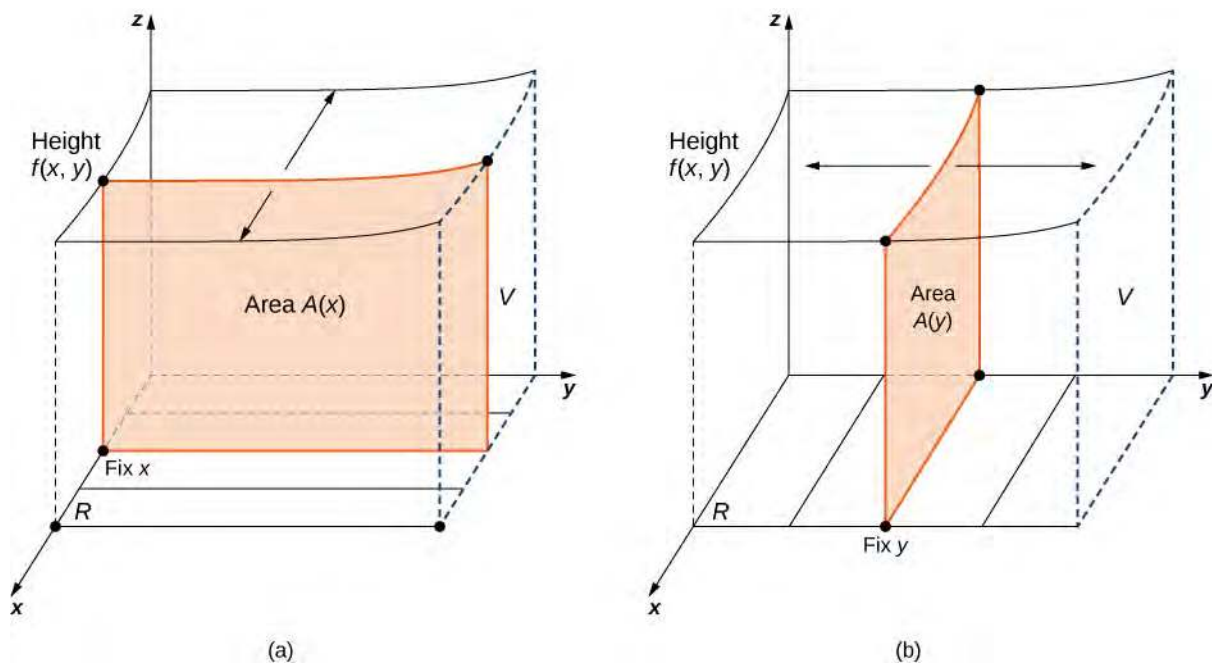 z
Height
f(x, y)
Area A(x)
V
y
Fix x
R
x
(a)
z
Height
f(x, y)
Area
A(y)
V
y
R
Fix y
x
(b)